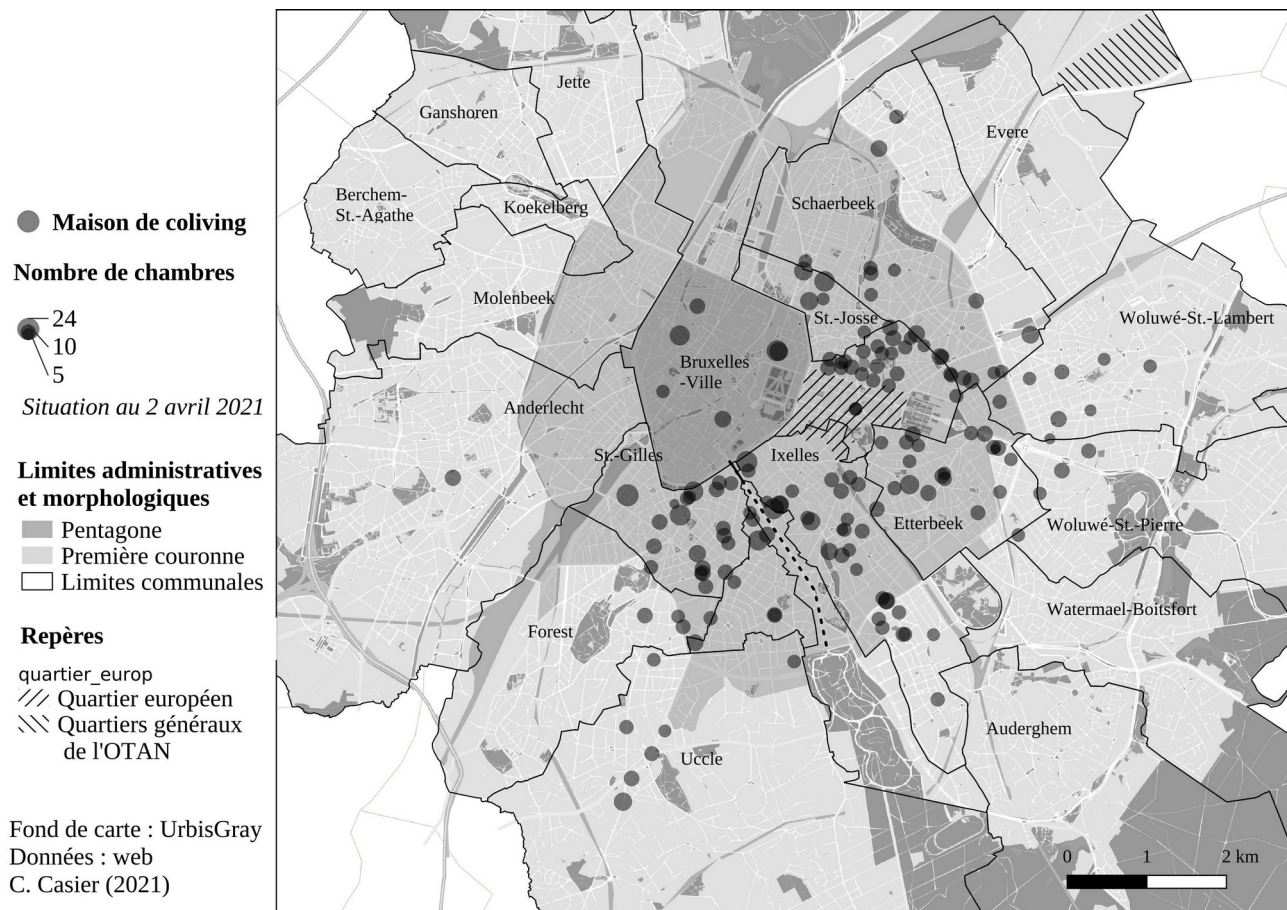 Maison de coliving
Nombre de chambres
24
10
5
Situation au 2 avril 2021
Limites administratives
et morphologiques
Pentagone
Première couronne
Limites communales
Repères
quartier_europ
Quartier européen
Quartiers généraux
de l'OTAN
Fond de carte : UrbisGray
Données : web
C. Casier (2021)
Jette
Ganshoren
Evere
Berchem-
St.-Agathe
Koekelberg
Schaerbeek
Molenbeek
St.-Josse
Woluwé-St.-Lambert
Bruxelles
-Ville
Anderlecht
St.-Gilles
Ixelles
Etterbeek
Woluwé-St.-Pierre
Watermael-Boitsfort
Forest
Auderghem
Uccle
0 1 2 km